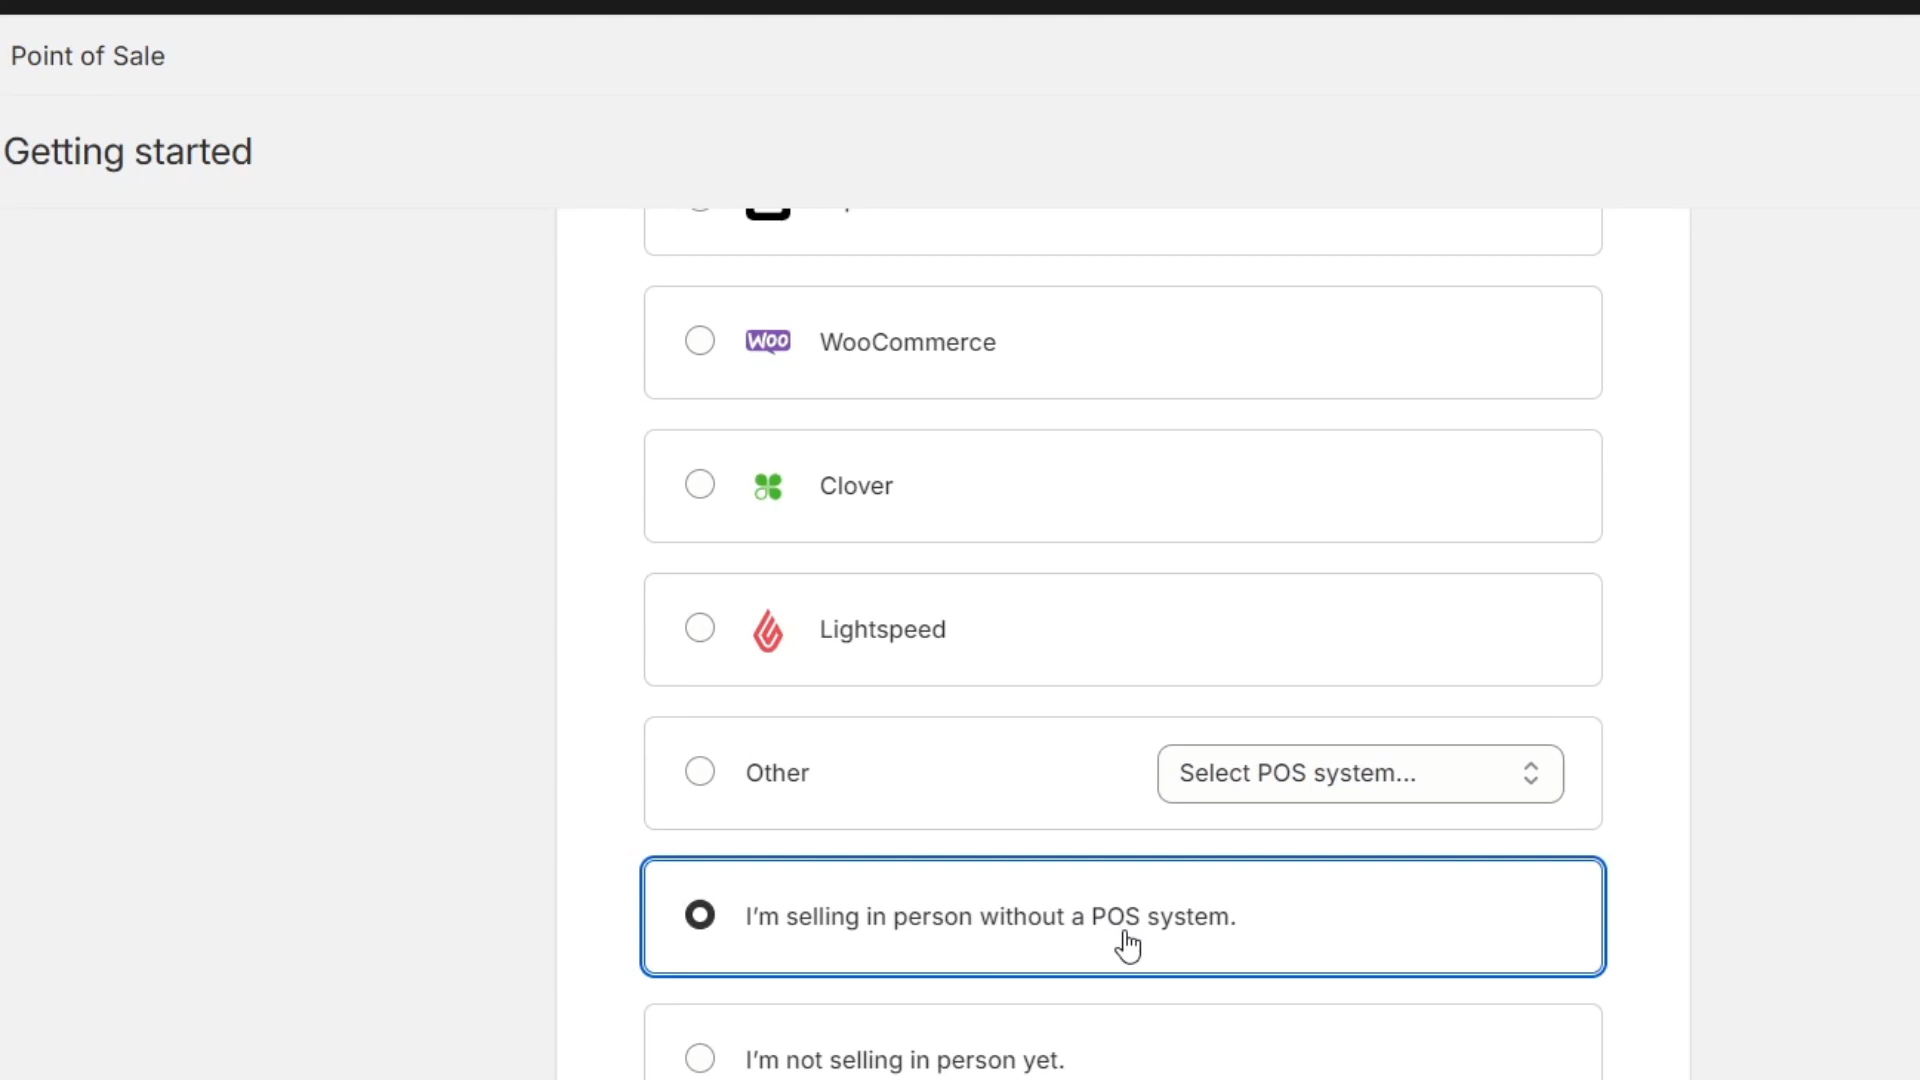 Point of Sale
Getting started
Woo WooCommerce
Clover
Lightspeed
Other Select POS system...
I’m selling in person without a POS system.
I’m not selling in person yet.